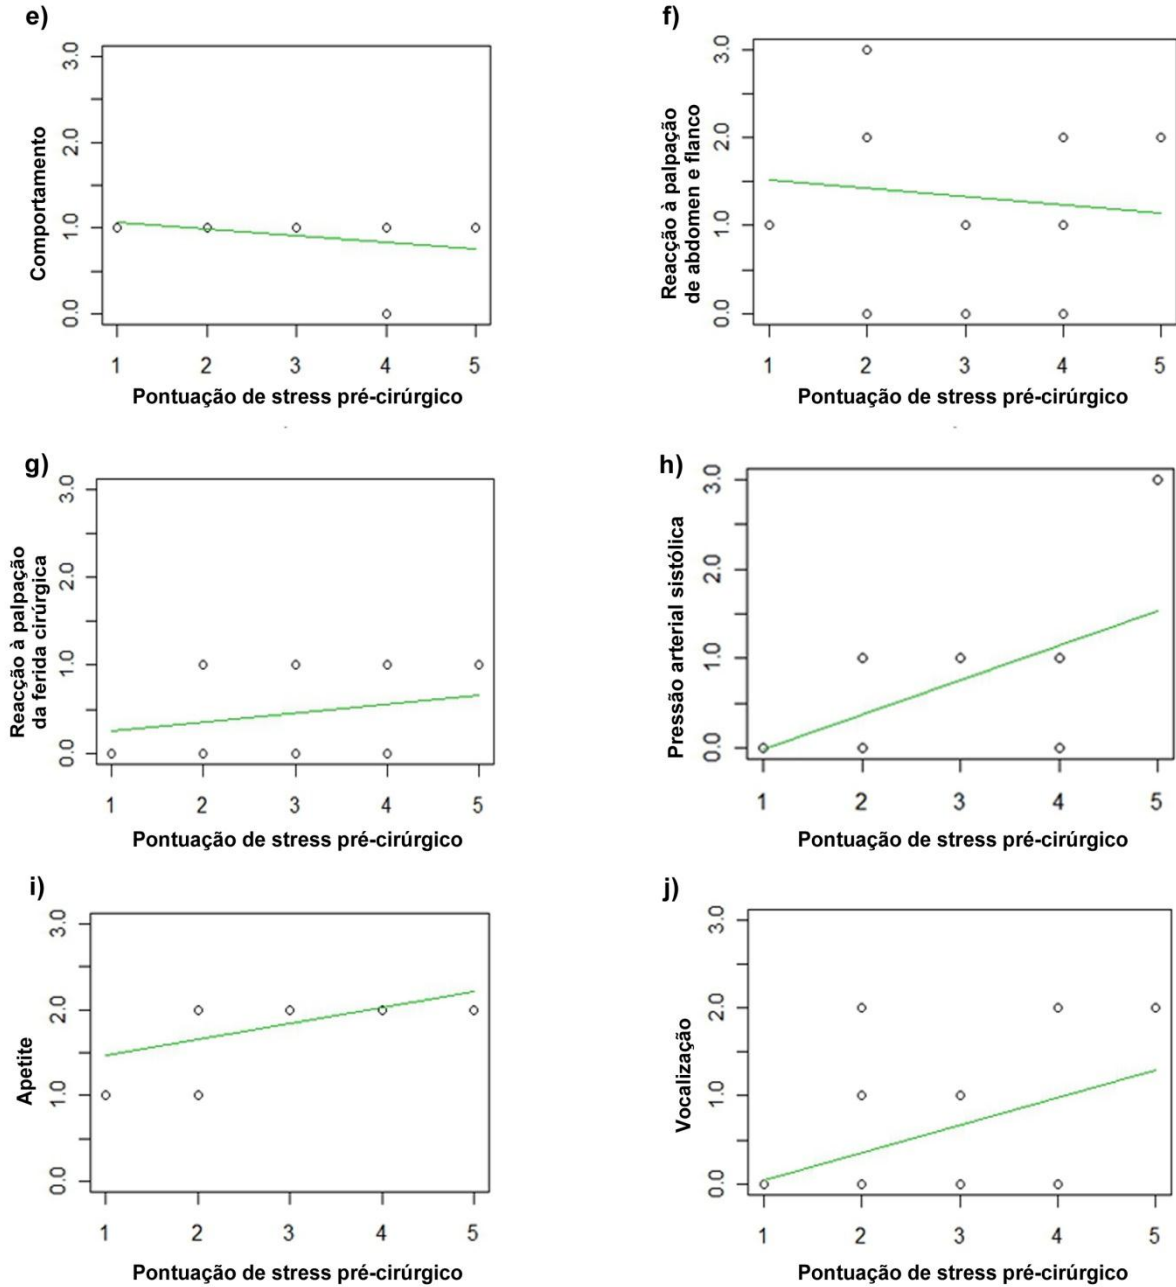 e)
3.0
2.0
1.0
0.0
Comportamento
1 2 3 4 5
Pontuação de stress pré-cirúrgico
f)
3.0
2.0
1.0
0.0
Reacção à palpação
de abdomen e flanco
1 2 3 4 5
Pontuação de stress pré-cirúrgico
g)
3.0
2.0
1.0
0.0
Reacção à palpação
da ferida cirúrgica
1 2 3 4 5
Pontuação de stress pré-cirúrgico
h)
3.0
2.0
1.0
0.0
Pressão arterial sistólica
1 2 3 4 5
Pontuação de stress pré-cirúrgico
i)
3.0
2.0
1.0
0.0
Apetite
1 2 3 4 5
Pontuação de stress pré-cirúrgico
j)
3.0
2.0
1.0
0.0
Vocalização
1 2 3 4 5
Pontuação de stress pré-cirúrgico